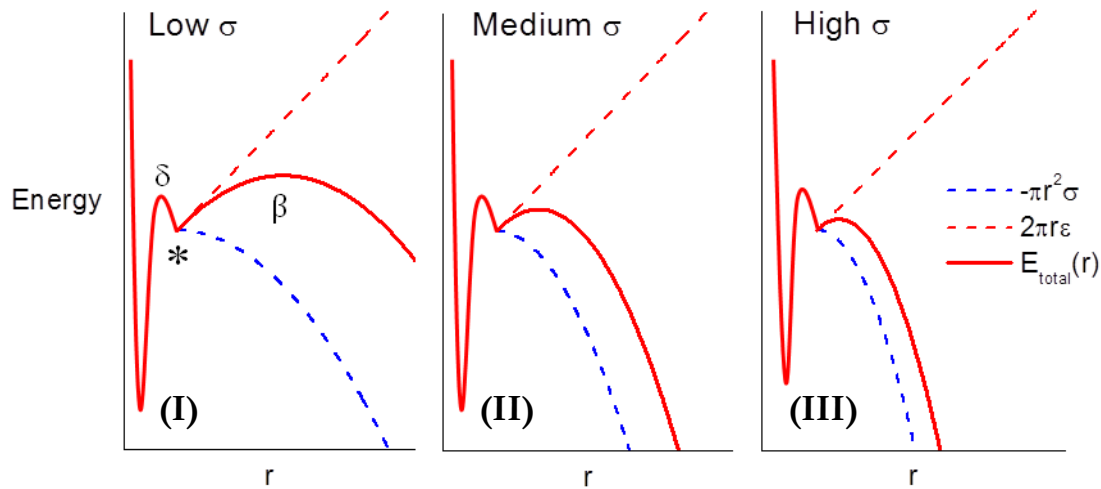 Low σ
Medium σ
High σ
Energy
δ
β
*
-πr²σ
2πrε
E_total(r)
(I)
(II)
(III)
r
r
r